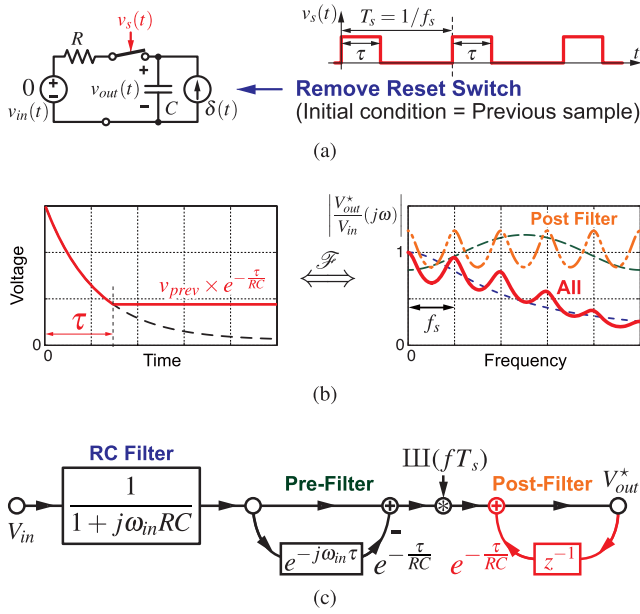 v_s(t)
R
0
v_in(t)
+
−
+
−
v_out(t)
C
δ(t)
v_s(t)
T_s = 1/f_s
τ
τ
t
Remove Reset Switch
(Initial condition = Previous sample)
(a)
Voltage
0
0
Time
τ
v_prev × e^{−τ/RC}
ℱ
⟺
|V*_out/V_in (jω)|
1
0
0
f_s
Post Filter
All
Frequency
(b)
RC Filter
V_in
1/(1 + jω_in RC)
Pre-Filter
e^{−jω_in τ}
+
−
e^{−τ/RC}
Ш(fT_s)
⊛
Post-Filter
+
e^{−τ/RC}
z^{−1}
V*_out
(c)